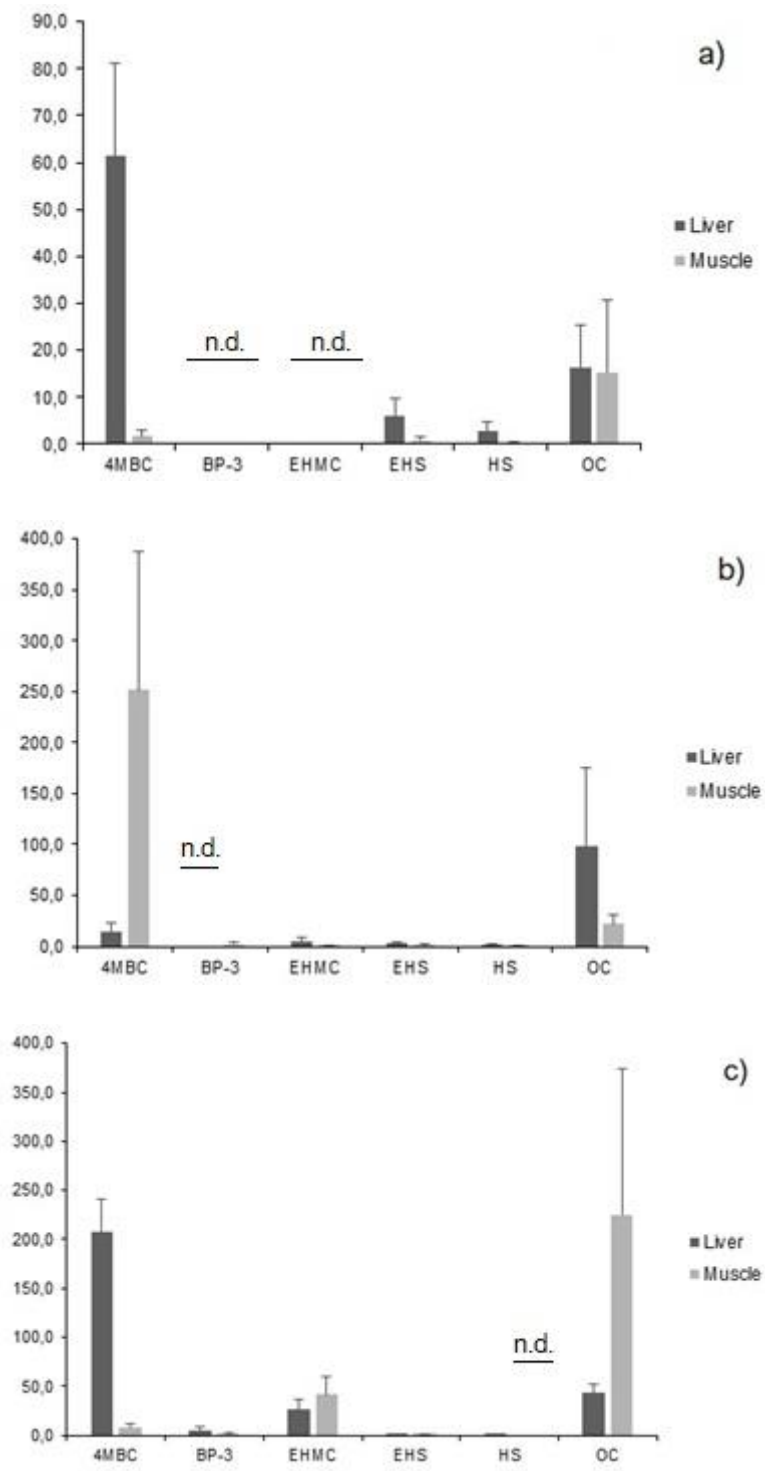 90,0
a)
80,0
70,0
60,0
50,0
Liver
40,0
Muscle
30,0
n.d. n.d.
20,0
10,0
0,0
4MBC BP-3 EHMC EHS HS OC
400,0
b)
350,0
300,0
250,0
200,0
Liver
150,0
Muscle
100,0
n.d.
50,0
0,0
4MBC BP-3 EHMC EHS HS OC
400,0
c)
350,0
300,0
250,0
200,0
Liver
150,0
Muscle
100,0
n.d.
50,0
0,0
4MBC BP-3 EHMC EHS HS OC